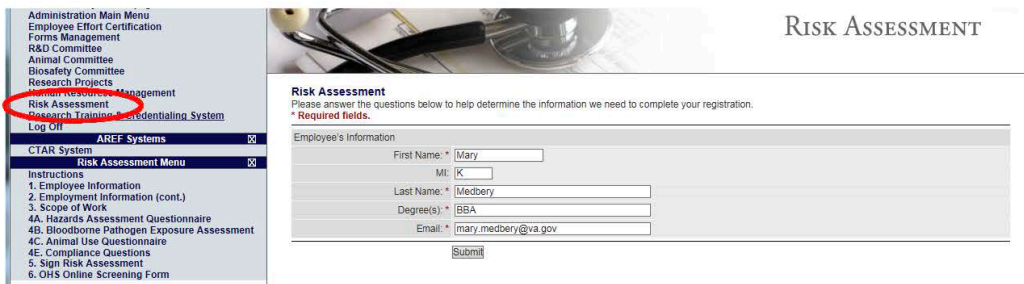 Administration Main Menu
Employee Effort Certification
Forms Management
R&D Committee
Animal Committee
Biosafety Committee
Research Projects
Human Resources Management
Risk Assessment
Research Training & Credentialing System
Log Off
AREF Systems
CTAR System
Risk Assessment Menu
Instructions
1. Employee Information
2. Employment Information (cont.)
3. Scope of Work
4A. Hazards Assessment Questionnaire
4B. Bloodborne Pathogen Exposure Assessment
4C. Animal Use Questionnaire
4E. Compliance Questions
5. Sign Risk Assessment
6. OHS Online Screening Form
RISK ASSESSMENT
Risk Assessment
Please answer the questions below to help determine the information we need to complete your registration.
* Required fields.
Employee's Information
First Name: * Mary
MI: K
Last Name: * Medbery
Degree(s): * BBA
Email: * mary.medbery@va.gov
Submit